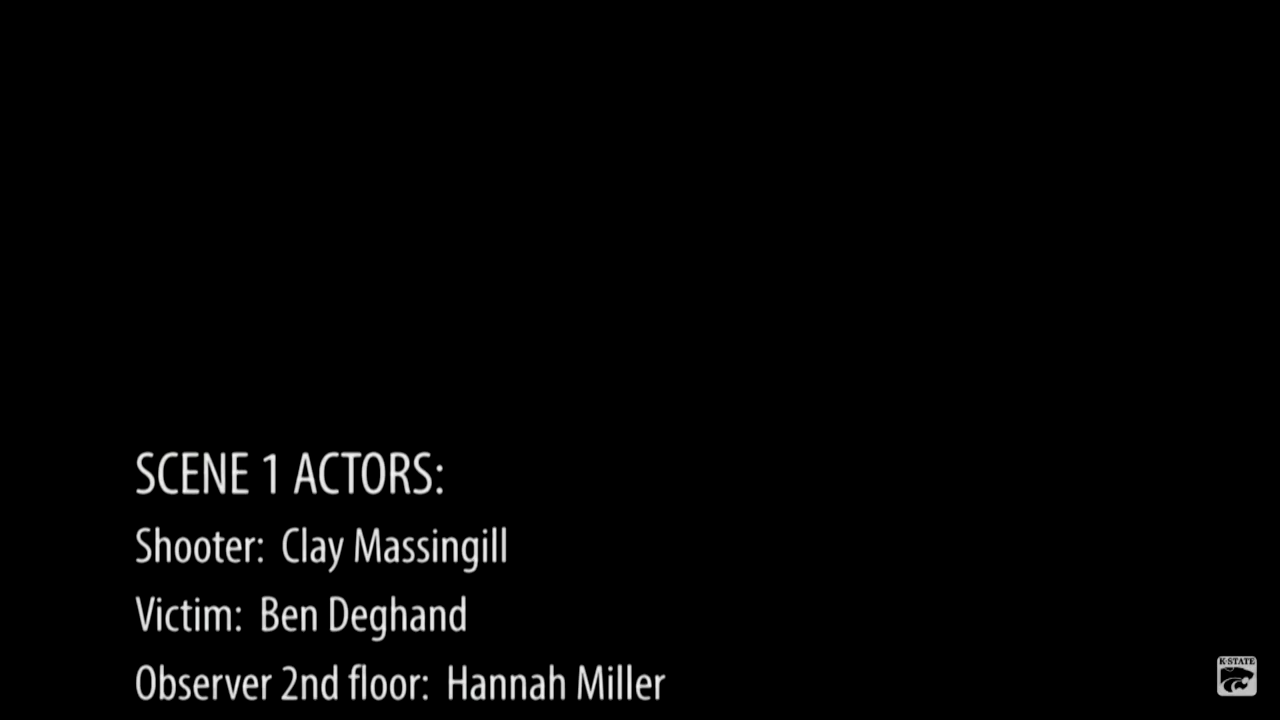 SCENE 1 ACTORS:
Shooter: Clay Massingill
Victim: Ben Deghand
Observer 2nd floor: Hannah Miller
K-STATE